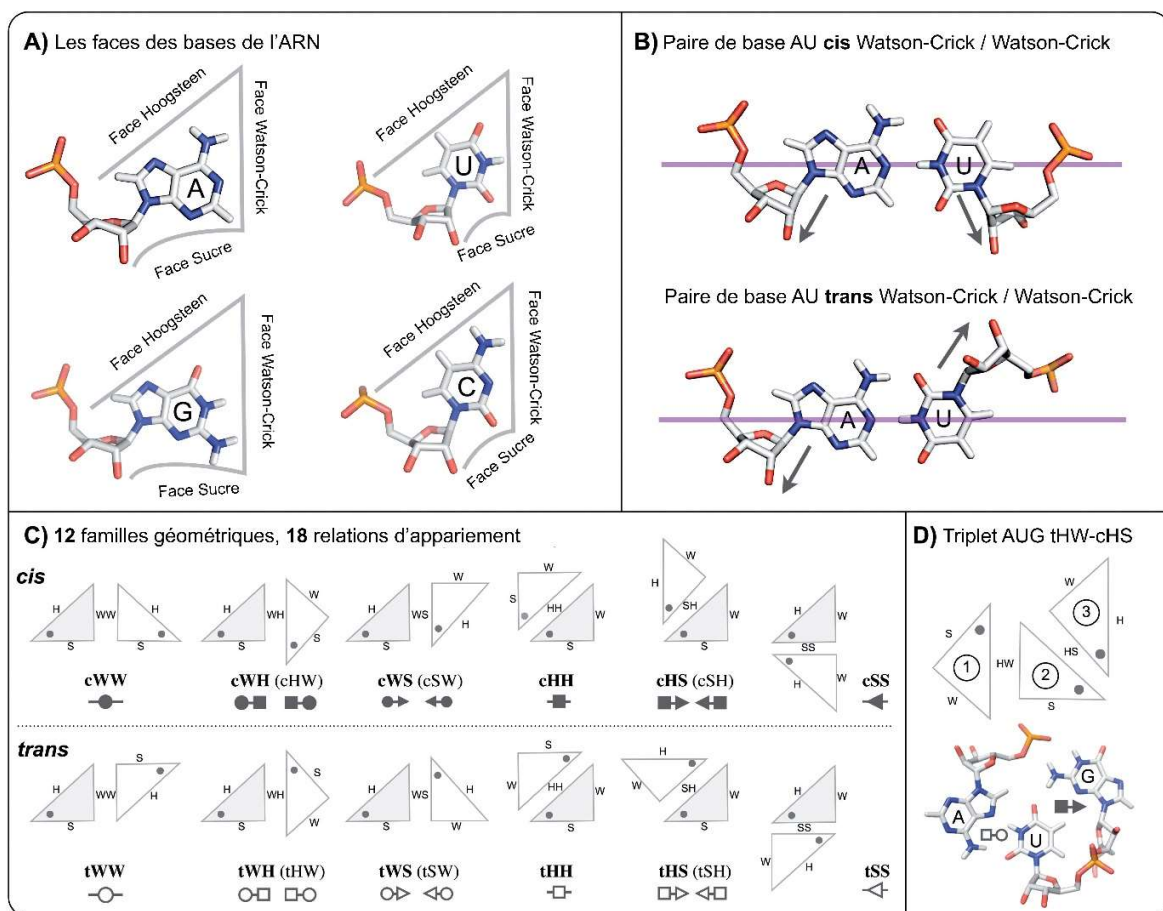 A) Les faces des bases de l'ARN
Face Hoogsteen
Face Watson-Crick
A
Face Sucre
Face Hoogsteen
Face Watson-Crick
U
Face Sucre
Face Hoogsteen
Face Watson-Crick
G
Face Sucre
Face Hoogsteen
Face Watson-Crick
C
Face Sucre
B) Paire de base AU cis Watson-Crick / Watson-Crick
A
U
Paire de base AU trans Watson-Crick / Watson-Crick
A
U
C) 12 familles géométriques, 18 relations d'appariement
cis
H WW H
S S
cWW
H WH W
S S
cWH (cHW)
H WS W
S H
cWS (cSW)
W
S HH W
S
cHH
H W
SH W
S
cHS (cSH)
H W
SS
H W
S
cSS
trans
S
H WW H
S
tWW
H WH S
S W
tWH (tHW)
H WS H
S W
tWS (tSW)
S
W HH W
H S
tHH
H
W S
SH W
S
tHS (tSH)
H W
SS
W H
S
tSS
D) Triplet AUG tHW-cHS
W
3
H
S
1
HW
HS
2
W
S
G
A
U